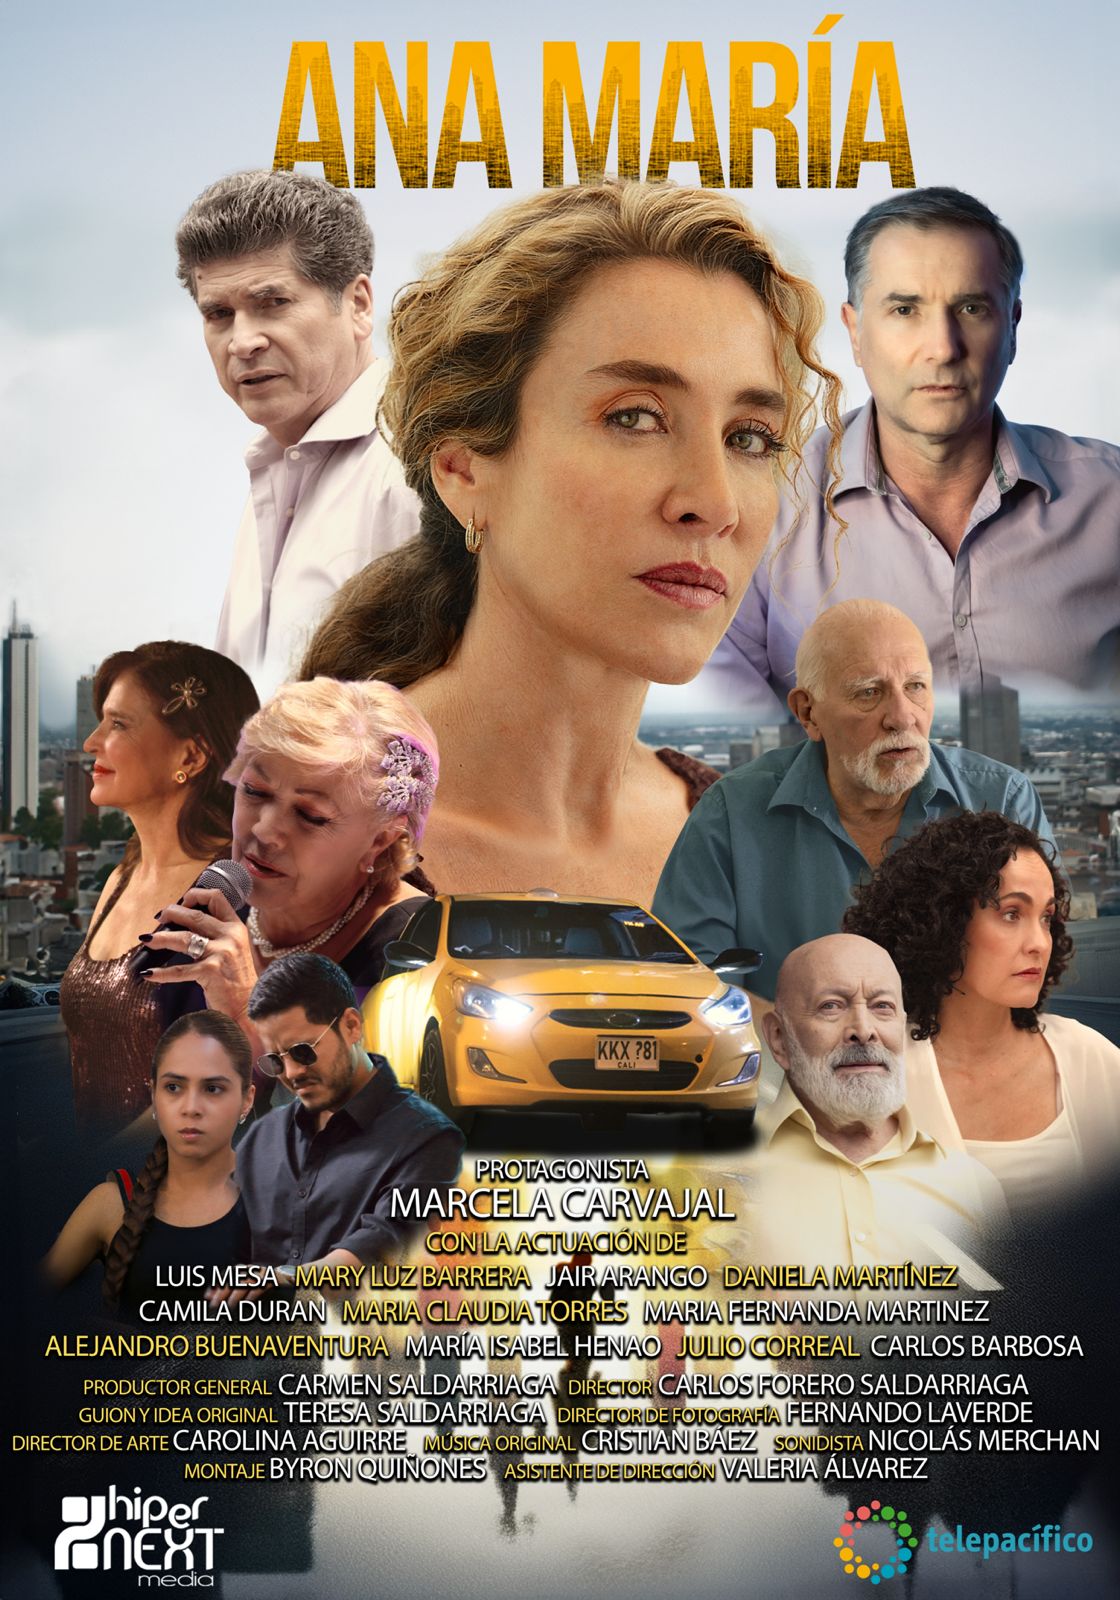 ANA MARÍA
KKX ?81
CALI
PROTAGONISTA
MARCELA CARVAJAL
CON LA ACTUACIÓN DE
LUIS MESA MARY LUZ BARRERA JAIR ARANGO DANIELA MARTÍNEZ
CAMILA DURAN MARIA CLAUDIA TORRES MARIA FERNANDA MARTINEZ
ALEJANDRO BUENAVENTURA MARÍA ISABEL HENAO JULIO CORREAL CARLOS BARBOSA
PRODUCTOR GENERAL CARMEN SALDARRIAGA DIRECTOR CARLOS FORERO SALDARRIAGA
GUION Y IDEA ORIGINAL TERESA SALDARRIAGA DIRECTOR DE FOTOGRAFÍA FERNANDO LAVERDE
DIRECTOR DE ARTE CAROLINA AGUIRRE MÚSICA ORIGINAL CRISTIAN BÁEZ SONIDISTA NICOLÁS MERCHAN
MONTAJE BYRON QUIÑONES ASISTENTE DE DIRECCIÓN VALERIA ÁLVAREZ
hiper
NEXT
media
telepacífico